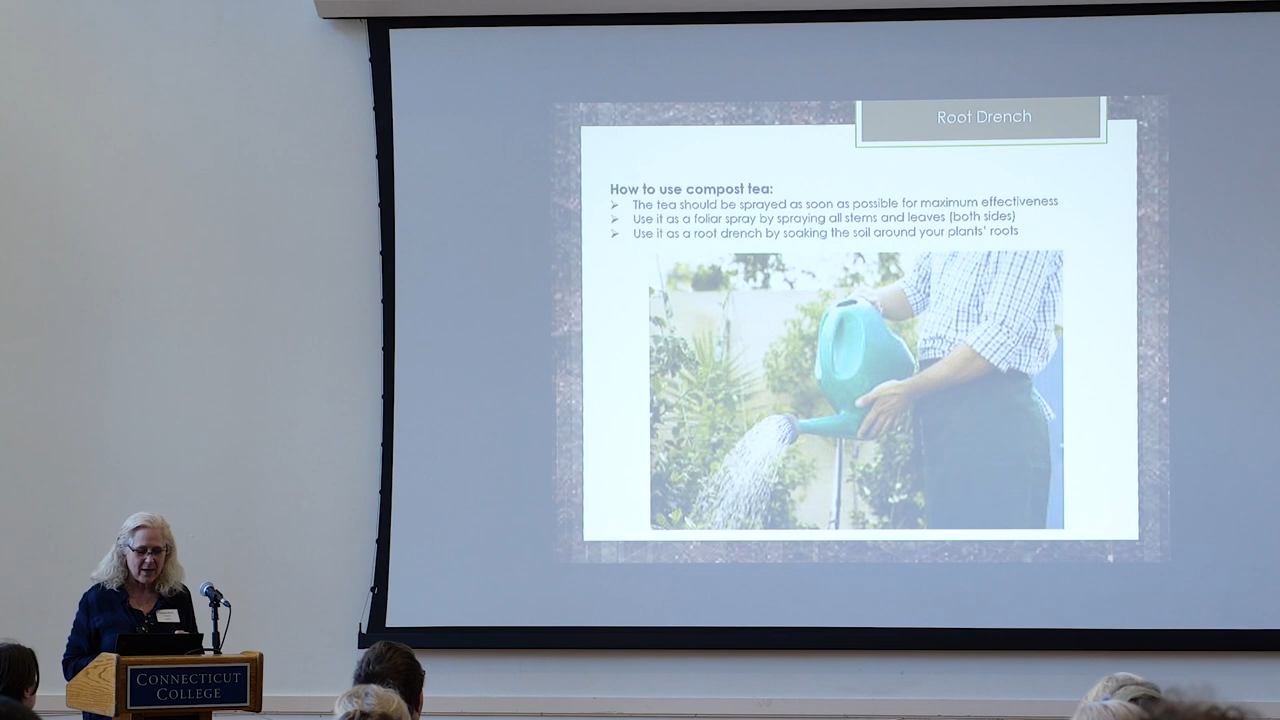 Root Drench
How to use compost tea:
➢ The tea should be sprayed as soon as possible for maximum effectiveness
➢ Use it as a foliar spray by spraying all stems and leaves (both sides)
➢ Use it as a root drench by soaking the soil around your plants' roots
CONNECTICUT
COLLEGE